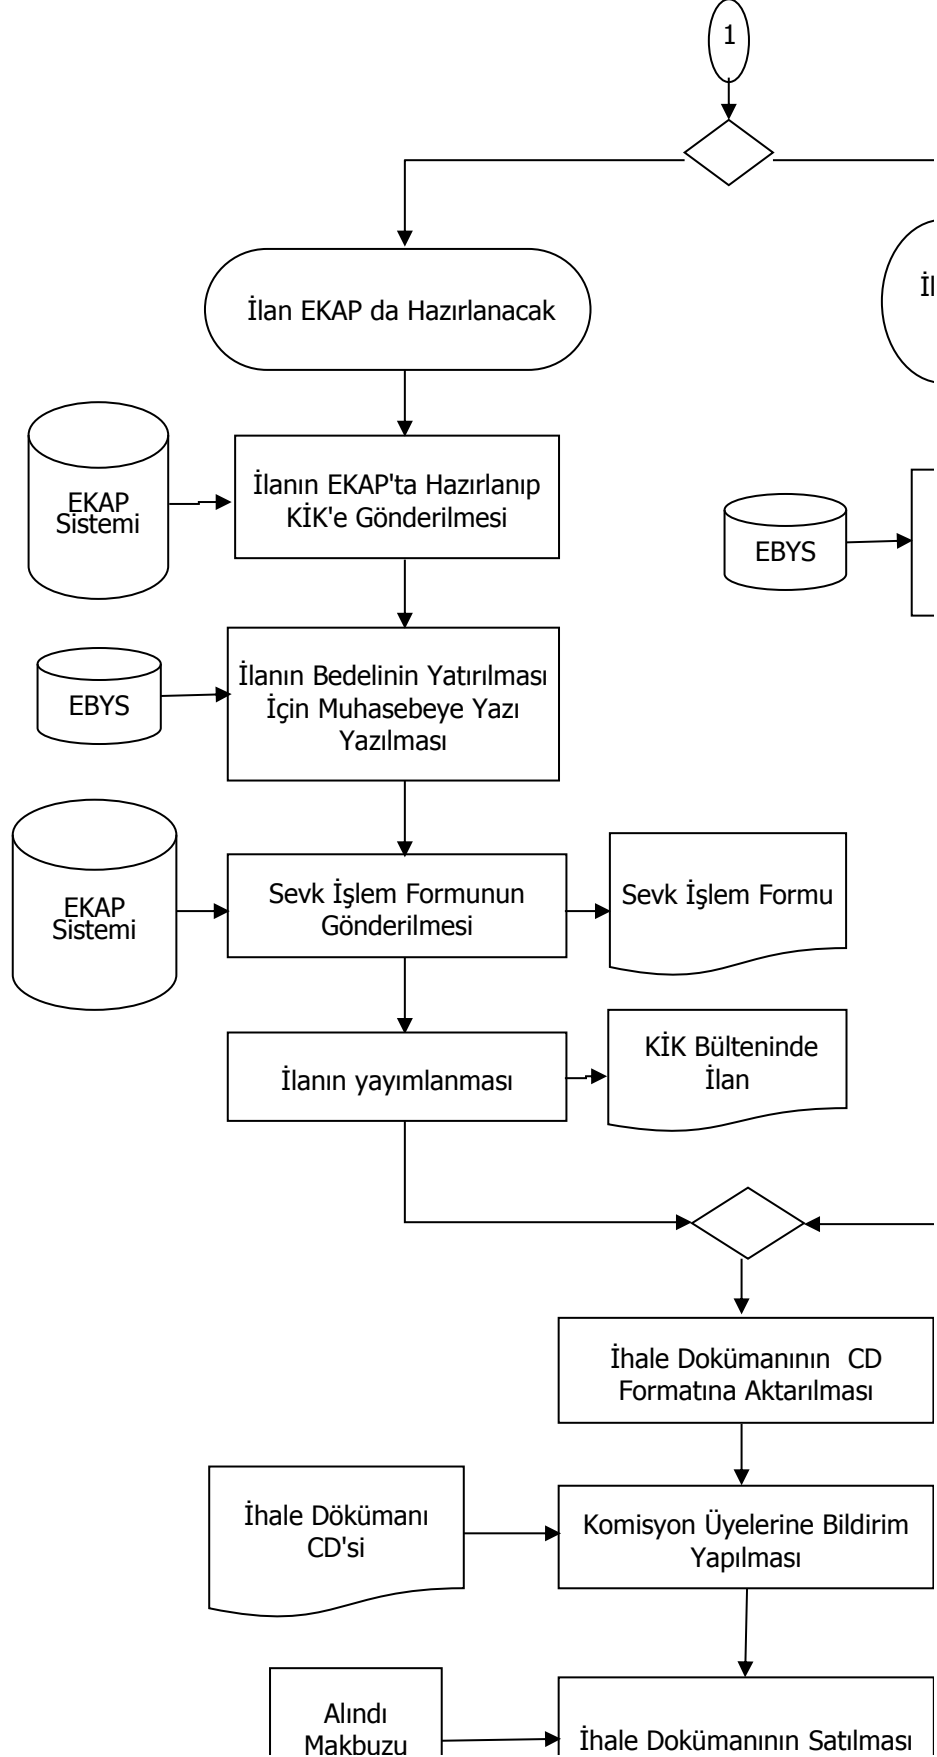 1
İlan EKAP da Hazırlanacak
EKAP
Sistemi
İlanın EKAP'ta Hazırlanıp
KİK'e Gönderilmesi
EBYS
EBYS
İlanın Bedelinin Yatırılması
İçin Muhasebeye Yazı
Yazılması
EKAP
Sistemi
Sevk İşlem Formunun
Gönderilmesi
Sevk İşlem Formu
İlanın yayımlanması
KİK Bülteninde
İlan
İhale Dokümanının CD
Formatına Aktarılması
İhale Dökümanı
CD'si
Komisyon Üyelerine Bildirim
Yapılması
Alındı
Makbuzu
İhale Dokümanının Satılması